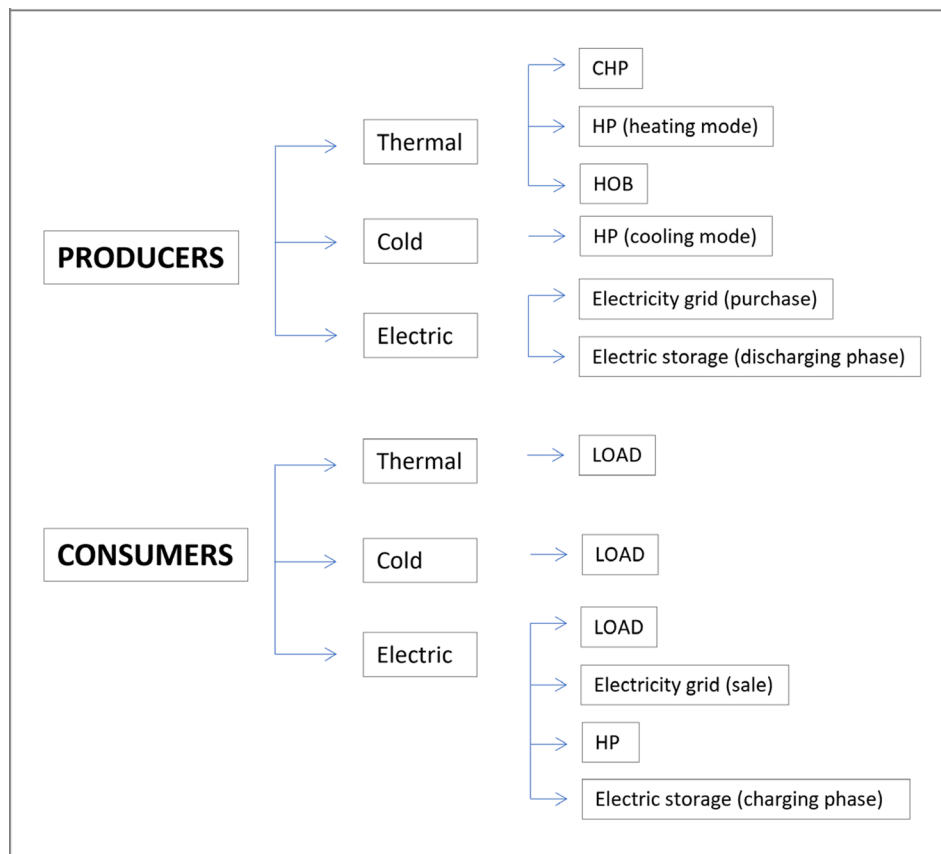 PRODUCERS
Thermal
CHP
HP (heating mode)
HOB
Cold
HP (cooling mode)
Electric
Electricity grid (purchase)
Electric storage (discharging phase)
CONSUMERS
Thermal
LOAD
Cold
LOAD
Electric
LOAD
Electricity grid (sale)
HP
Electric storage (charging phase)